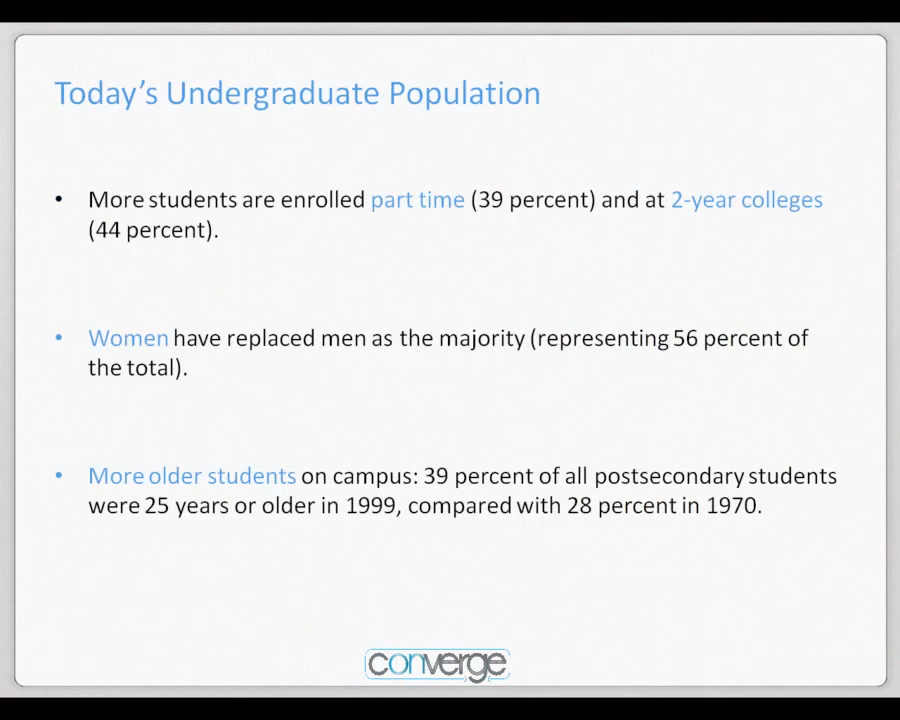 Today’s Undergraduate Population
• More students are enrolled part time (39 percent) and at 2-year colleges
(44 percent).
• Women have replaced men as the majority (representing 56 percent of
the total).
• More older students on campus: 39 percent of all postsecondary students
were 25 years or older in 1999, compared with 28 percent in 1970.
converge